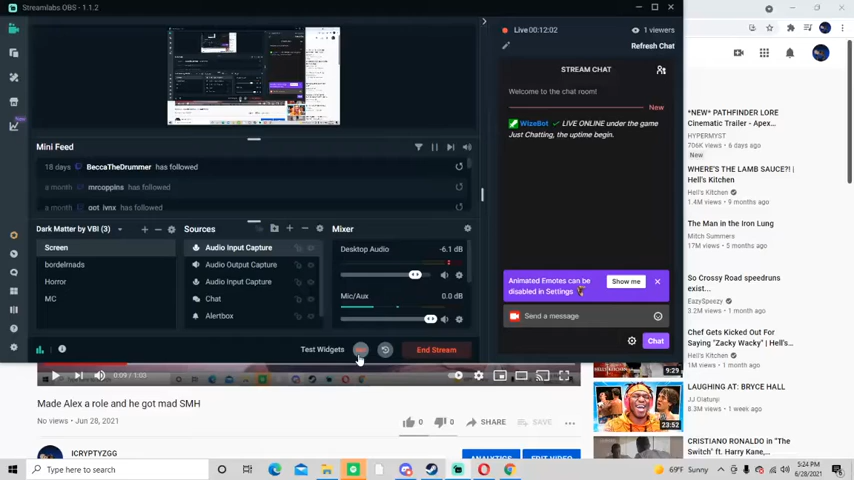 Streamlabs OBS - 1.1.2
Live 00:12:02
1 viewers
Refresh Chat
STREAM CHAT
Welcome to the chat room!
New
WizeBot ✓ LIVE ONLINE under the game
Just Chatting, the uptime begin.
Mini Feed
18 days BeccaTheDrummer has followed
a month mrcoppins has followed
a month got_ivnx has followed
Dark Matter by VBI (3)
Sources
Mixer
Screen
bordelrnads
Horror
MC
Audio Input Capture
Audio Output Capture
Audio Input Capture
Chat
Alertbox
Desktop Audio -6.1 dB
Mic/Aux 0.0 dB
Animated Emotes can be
disabled in Settings
Show me
Send a message
Chat
Test Widgets
End Stream
0:09 / 1:03
Made Alex a role and he got mad SMH
No views • Jun 28, 2021
0
0
SHARE
SAVE
ICRYPTYZGG
ANALYTICS
EDIT VIDEO
*NEW* PATHFINDER LORE
Cinematic Trailer - Apex...
HYPERMYST
706K views • 6 days ago
New
WHERE'S THE LAMB SAUCE?! |
Hell's Kitchen
Hell's Kitchen
1.4M views • 9 months ago
The Man in the Iron Lung
Mitch Summers
17M views • 5 months ago
So Crossy Road speedruns
exist...
EazySpeezy
3.1M views • 1 year ago
Chef Gets Kicked Out For
Saying "Zacky Wacky" | Hell's...
Hell's Kitchen
8.3M views • 2 weeks ago
9:29
LAUGHING AT: BRYCE HALL
JJ Olatunji
23:52
CRISTIANO RONALDO in "The
Switch" ft. Harry Kane,
Type here to search
69°F Sunny
5:24 PM
6/28/2021